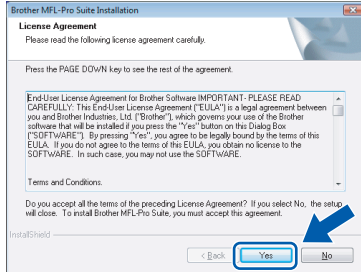 Brother MFL-Pro Suite Installation
License Agreement
Please read the following license agreement carefully.
Press the PAGE DOWN key to see the rest of the agreement.
End-User License Agreement for Brother Software IMPORTANT - PLEASE READ
CAREFULLY: This End-User License Agreement ("EULA") is a legal agreement between
you and Brother Industries, Ltd. ("Brother"), which governs your use of the Brother
software that will be installed if you press the "Yes" button on this Dialog Box
("SOFTWARE"). By pressing "Yes", you agree to be legally bound by the terms of this
EULA. If you do not agree to the terms of this EULA, you obtain no license to the
SOFTWARE. In such case, you may not use the SOFTWARE.
Terms and Conditions.
Do you accept all the terms of the preceding License Agreement? If you select No, the setup
will close. To install Brother MFL-Pro Suite, you must accept this agreement.
InstallShield
< Back
Yes
No